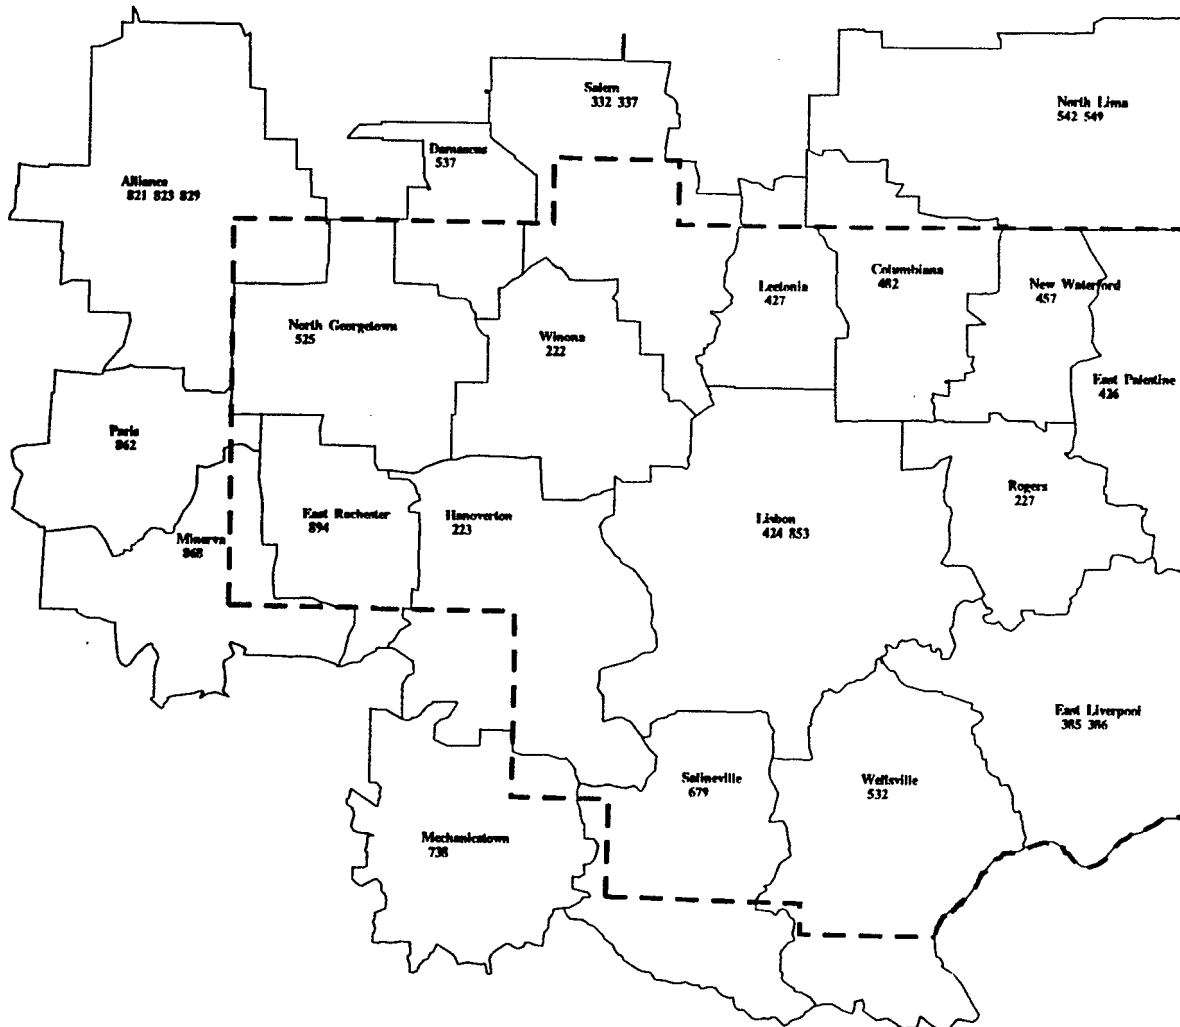 Salem
332 337
North Lima
542 549
Damascus
537
Alliance
821 823 829
Columbiana
482
Leetonia
427
New Waterford
457
North Georgetown
525
Winona
222
East Palestine
426
Paris
862
Rogers
227
East Rochester
894
Hanoverton
223
Lisbon
424 853
Minerva
868
East Liverpool
385 386
Salineville
679
Wellsville
532
Mechanicstown
738